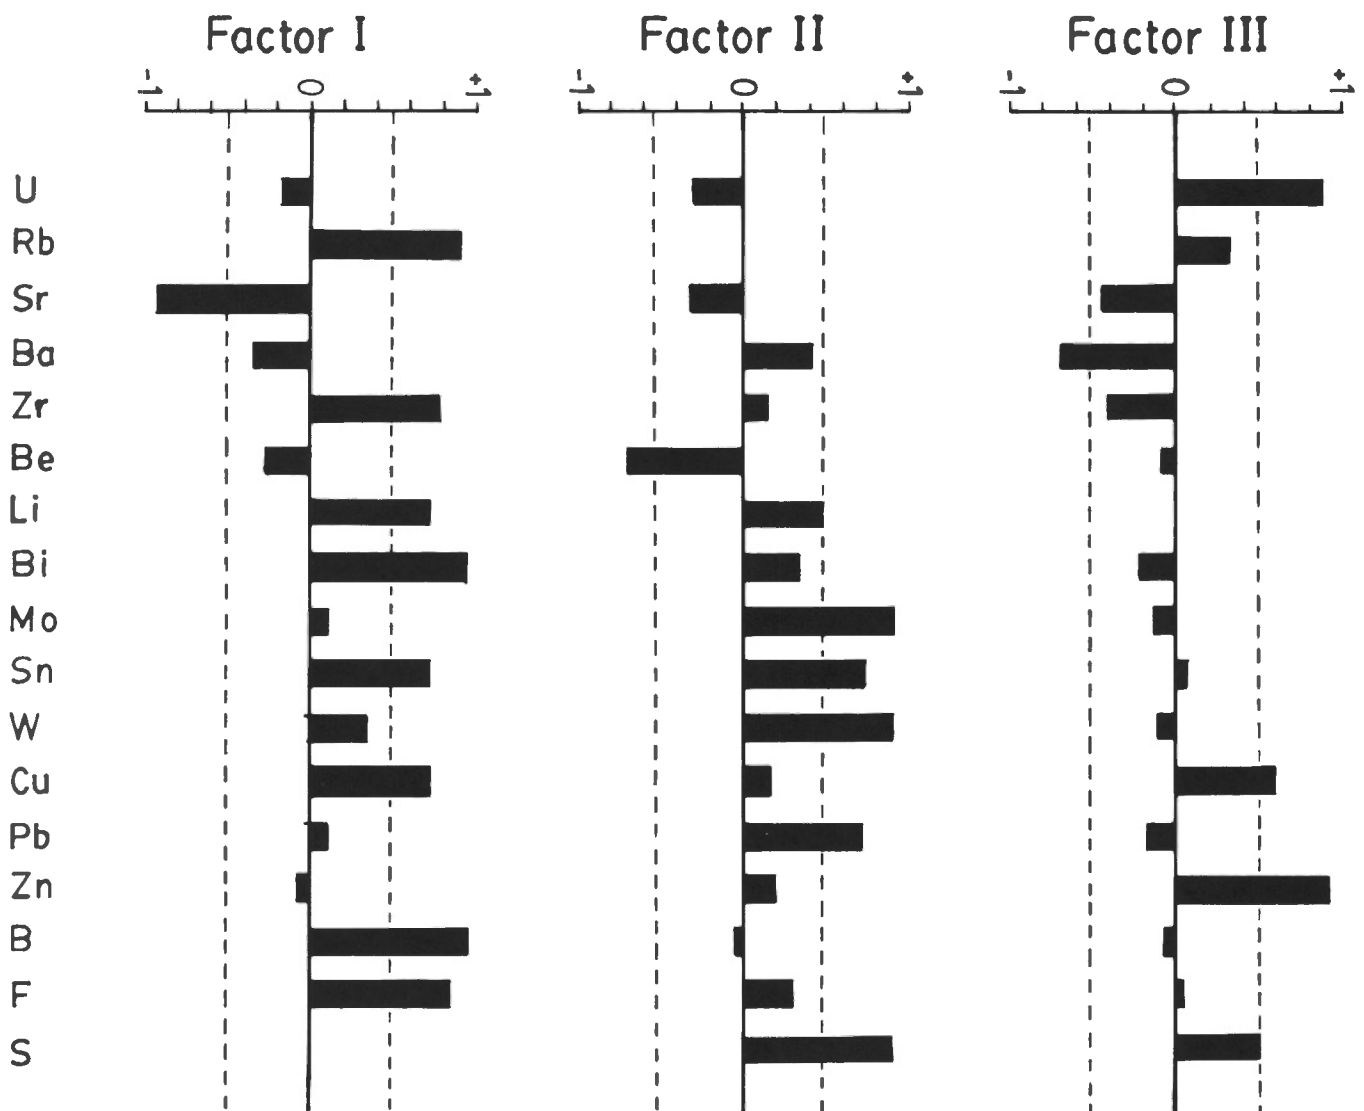 Factor I Factor II Factor III
-1 0 +1 -1 0 +1 -1 0 +1
U
Rb
Sr
Ba
Zr
Be
Li
Bi
Mo
Sn
W
Cu
Pb
Zn
B
F
S